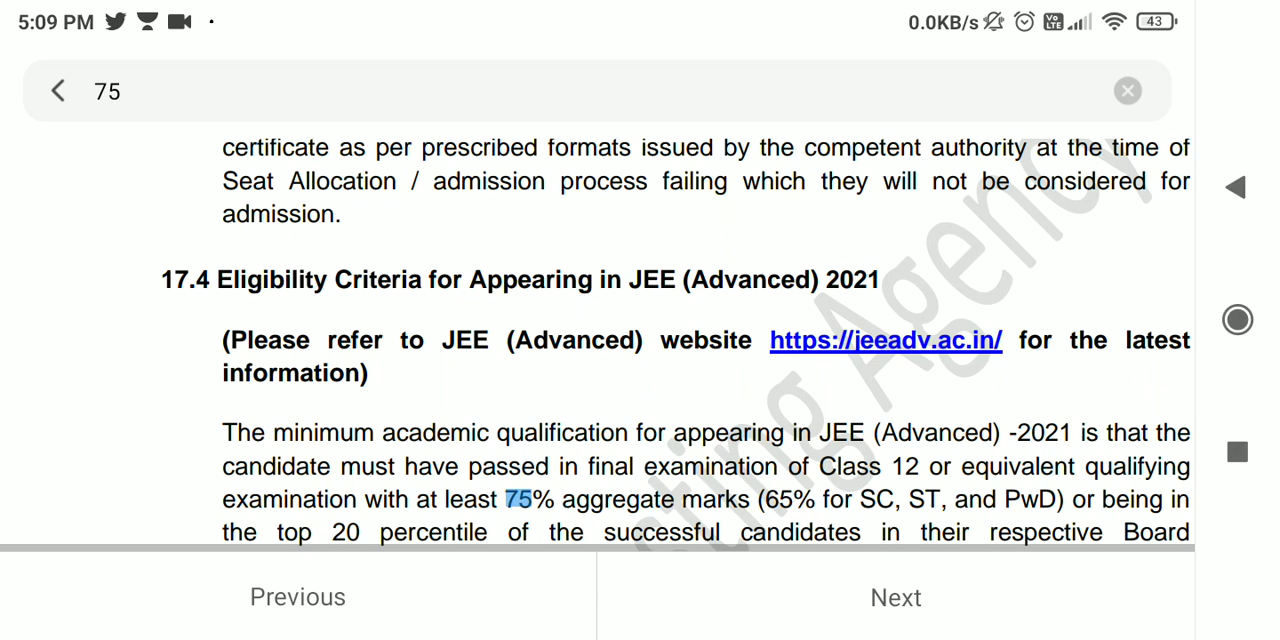 5:09 PM
0.0KB/s
Vo
LTE
43
75
certificate as per prescribed formats issued by the competent authority at the time of
Seat Allocation / admission process failing which they will not be considered for
admission.
17.4 Eligibility Criteria for Appearing in JEE (Advanced) 2021
(Please refer to JEE (Advanced) website https://jeeadv.ac.in/ for the latest
information)
The minimum academic qualification for appearing in JEE (Advanced) -2021 is that the
candidate must have passed in final examination of Class 12 or equivalent qualifying
examination with at least 75% aggregate marks (65% for SC, ST, and PwD) or being in
the top 20 percentile of the successful candidates in their respective Board
sting Agency
Previous
Next